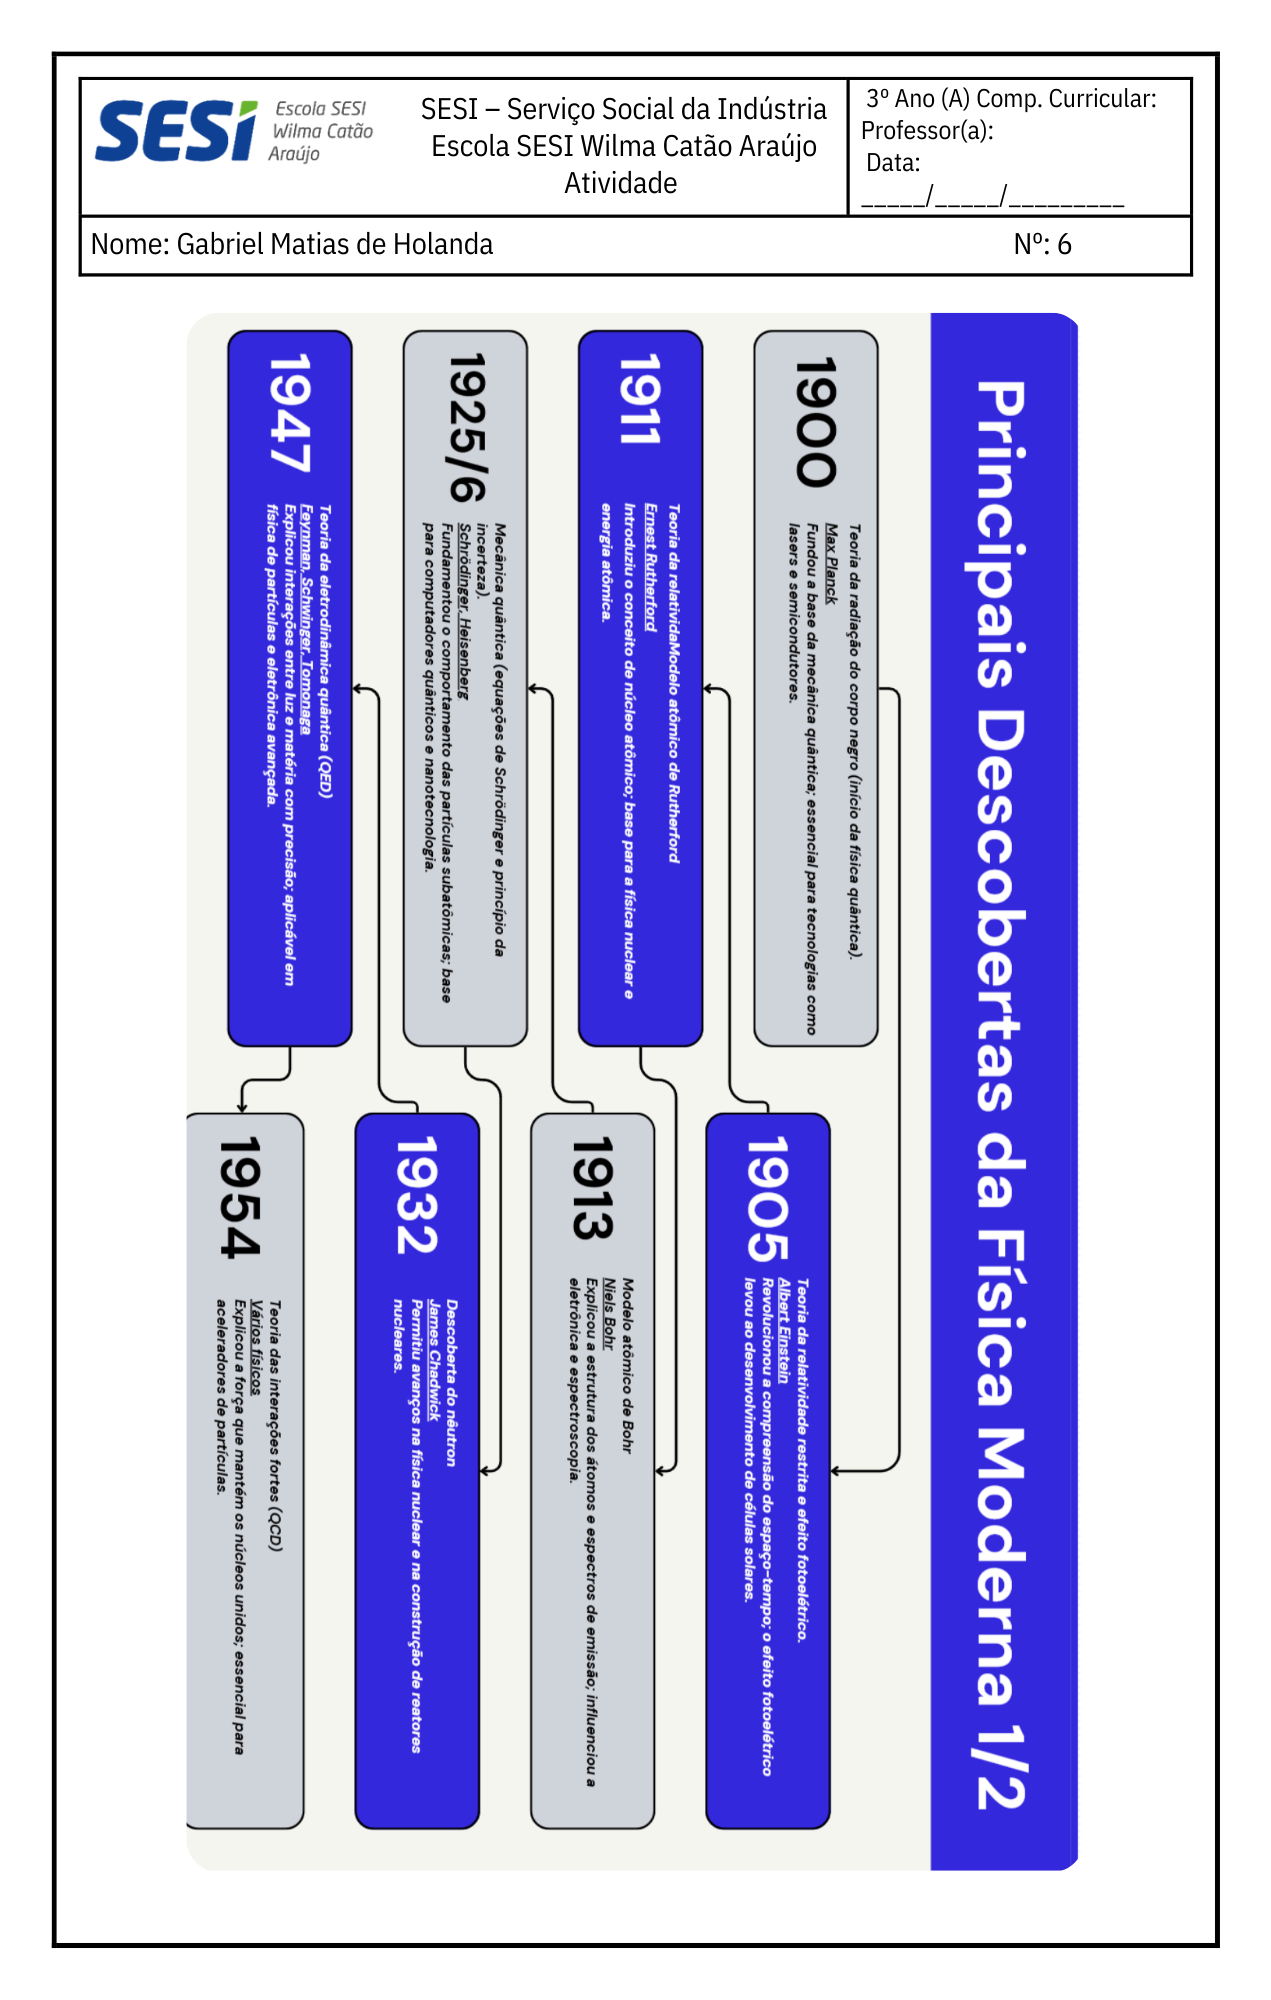 SESI
Escola SESI
Wilma Catão
Araújo
SESI – Serviço Social da Indústria
Escola SESI Wilma Catão Araújo
Atividade
3º Ano (A) Comp. Curricular:
Professor(a):
Data:
_____/_____/_________
Nome: Gabriel Matias de Holanda Nº: 6
Principais Descobertas da Física Moderna 1/2
1900
Teoria da radiação do corpo negro (início da física quântica).
Max Planck
Fundou a base da mecânica quântica; essencial para tecnologias como
lasers e semicondutores.
1905
Teoria da relatividade restrita e efeito fotoelétrico.
Albert Einstein
Revolucionou a compreensão do espaço-tempo; o efeito fotoelétrico
levou ao desenvolvimento de células solares.
1911
Teoria da relatividaModelo atômico de Rutherford
Ernest Rutherford
Introduziu o conceito de núcleo atômico; base para a física nuclear e
energia atômica.
1913
Modelo atômico de Bohr
Niels Bohr
Explicou a estrutura dos átomos e espectros de emissão; influenciou a
eletrônica e espectroscopia.
1925/6
Mecânica quântica (equações de Schrödinger e princípio da
incerteza).
Schrödinger, Heisenberg
Fundamentou o comportamento das partículas subatômicas; base
para computadores quânticos e nanotecnologia.
1932
Descoberta do nêutron
James Chadwick
Permitiu avanços na física nuclear e na construção de reatores
nucleares.
1947
Teoria da eletrodinâmica quântica (QED)
Feynman, Schwinger, Tomonaga
Explicou interações entre luz e matéria com precisão; aplicável em
física de partículas e eletrônica avançada.
1954
Teoria das interações fortes (QCD)
Vários físicos
Explicou a força que mantém os núcleos unidos; essencial para
aceleradores de partículas.